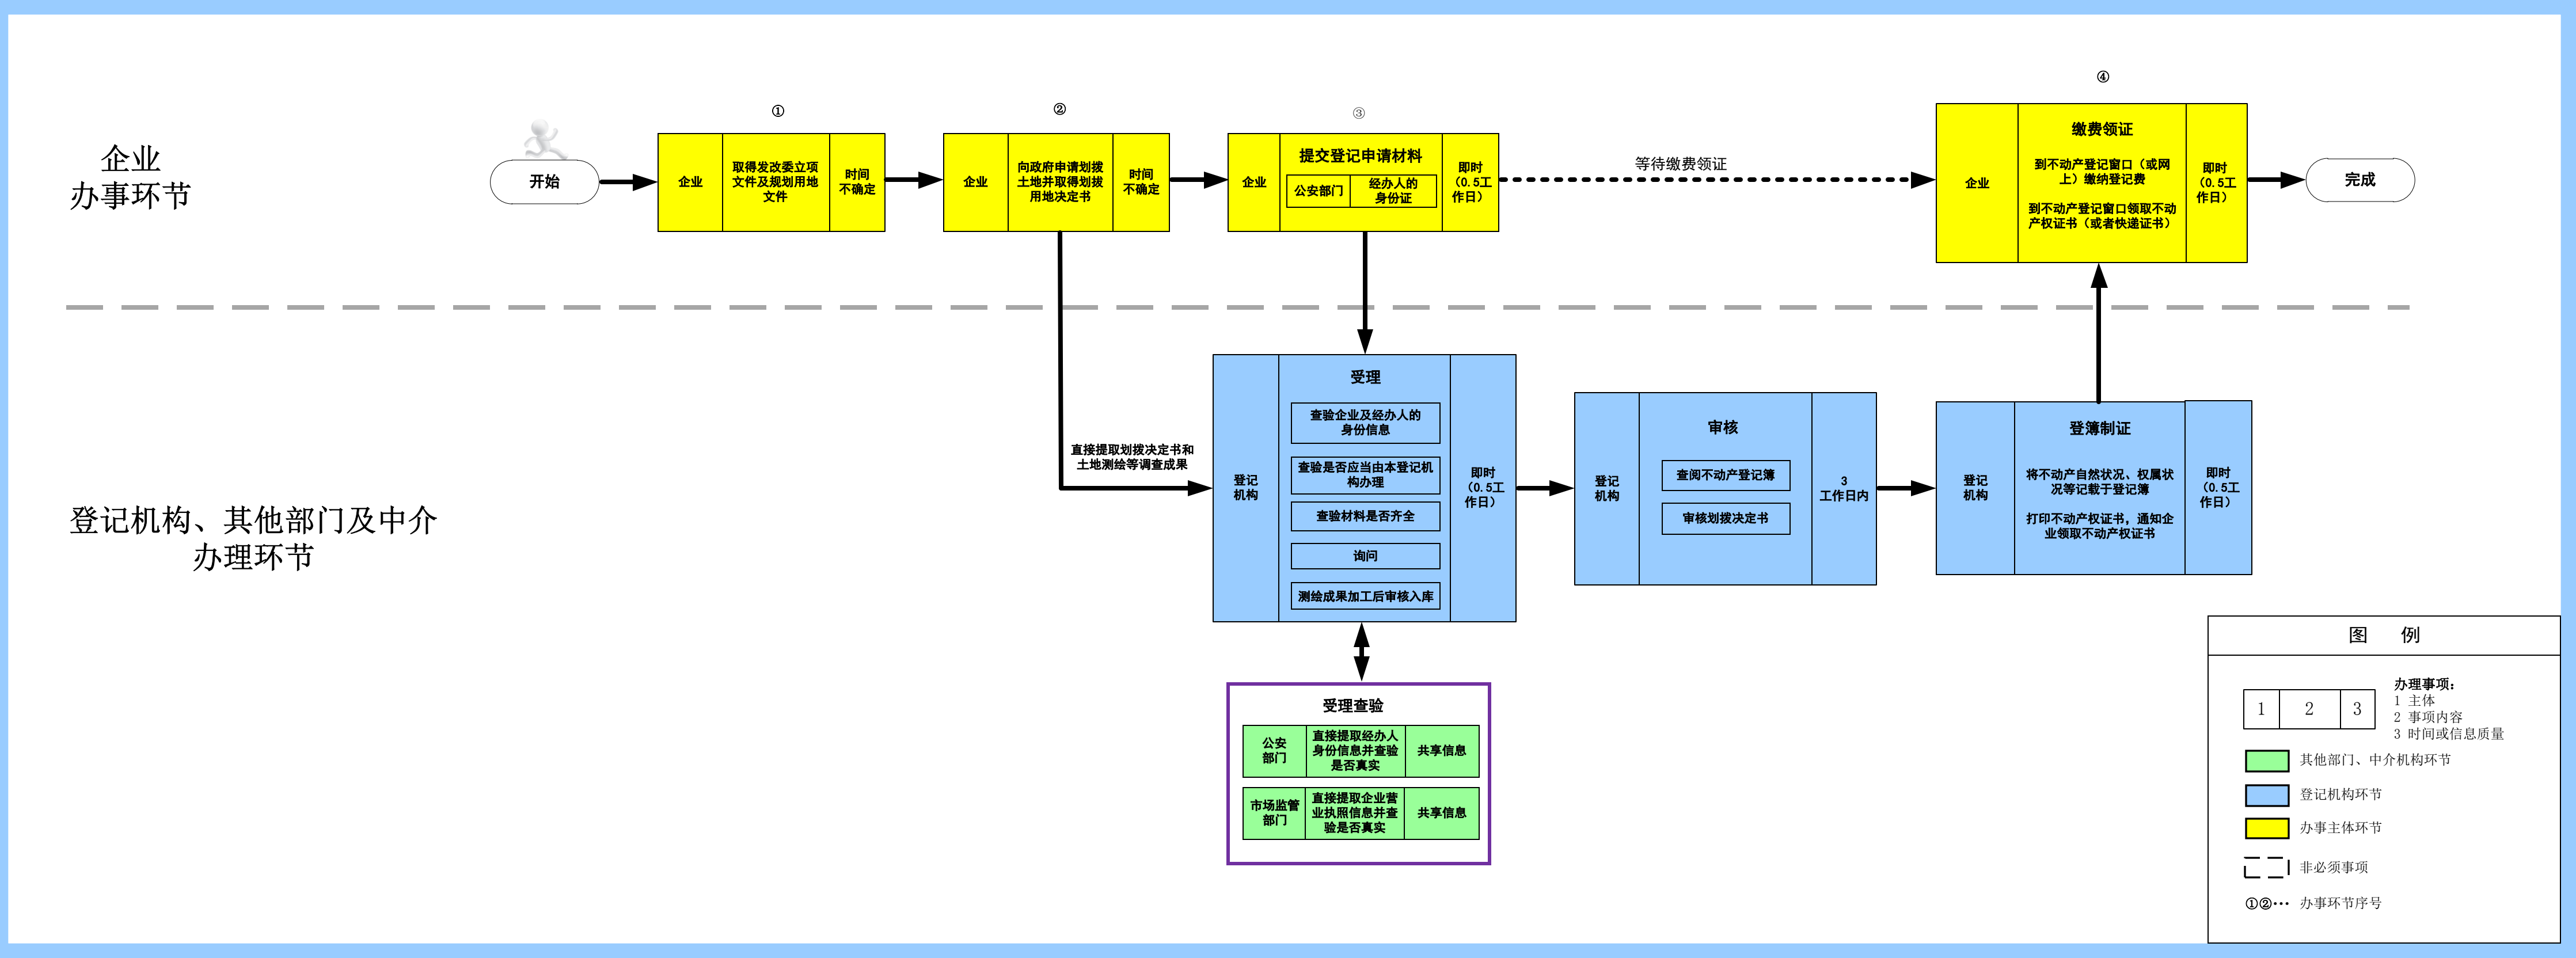 企业
办事环节
开始
①
企业
取得发改委立项
文件及规划用地
文件
时间
不确定
②
企业
向政府申请划拨
土地并取得划拨
用地决定书
时间
不确定
③
企业
提交登记申请材料
公安部门
经办人的
身份证
即时
（0.5工
作日）
等待缴费领证
④
企业
缴费领证
到不动产登记窗口（或网
上）缴纳登记费
到不动产登记窗口领取不动
产权证书（或者快递证书）
即时
（0.5工
作日）
完成
登记机构、其他部门及中介
办理环节
直接提取划拨决定书和
土地测绘等调查成果
登记
机构
受理
查验企业及经办人的
身份信息
查验是否应当由本登记机
构办理
查验材料是否齐全
询问
测绘成果加工后审核入库
即时
（0.5工
作日）
登记
机构
审核
查阅不动产登记簿
审核划拨决定书
3
工作日内
登记
机构
登簿制证
将不动产自然状况、权属状
况等记载于登记簿
打印不动产权证书，通知企
业领取不动产权证书
即时
（0.5工
作日）
受理查验
公安
部门
直接提取经办人
身份信息并查验
是否真实
共享信息
市场监管
部门
直接提取企业营
业执照信息并查
验是否真实
共享信息
图 例
1 2 3
办理事项：
1 主体
2 事项内容
3 时间或信息质量
其他部门、中介机构环节
登记机构环节
办事主体环节
非必须事项
①②… 办事环节序号